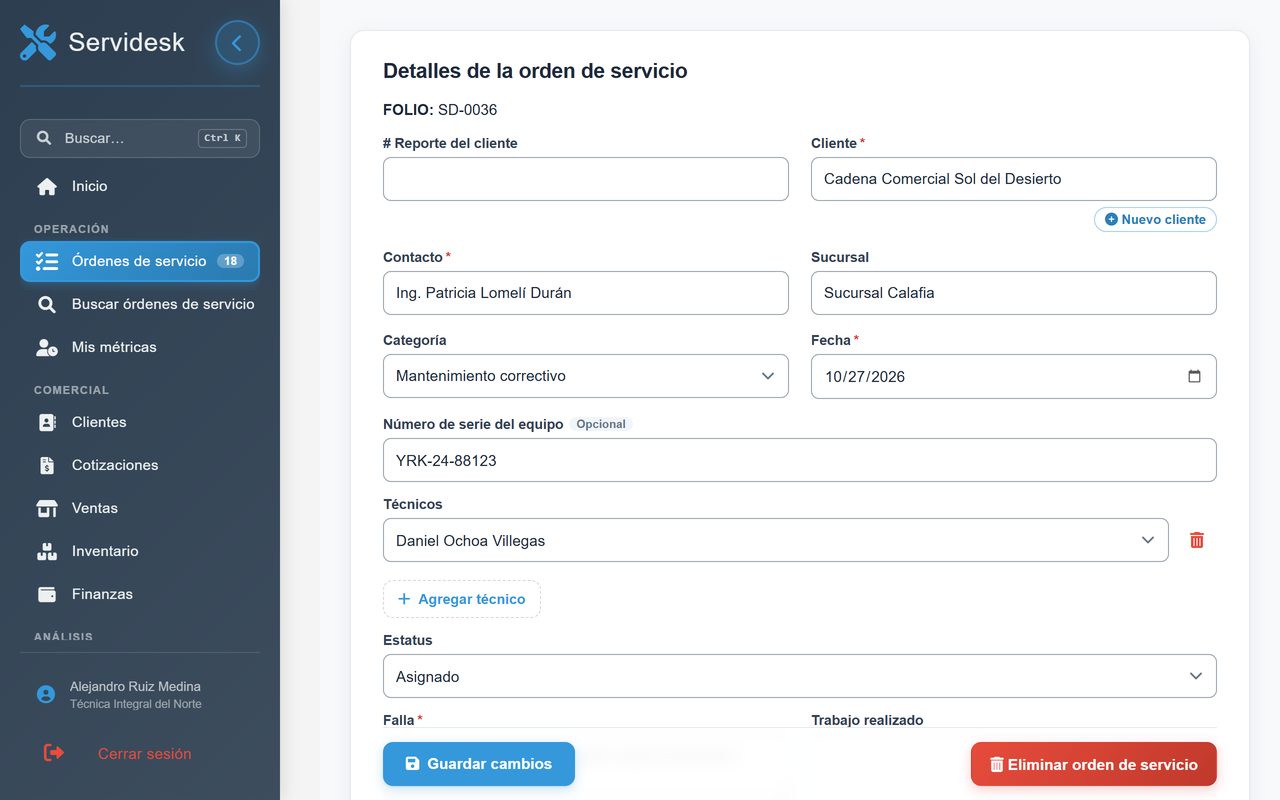 Servidesk
Buscar...
Ctrl K
Inicio
OPERACIÓN
Órdenes de servicio 18
Buscar órdenes de servicio
Mis métricas
COMERCIAL
Clientes
Cotizaciones
Ventas
Inventario
Finanzas
ANÁLISIS
Alejandro Ruiz Medina
Técnica Integral del Norte
Cerrar sesión
Detalles de la orden de servicio
FOLIO: SD-0036
# Reporte del cliente
Cliente *
Cadena Comercial Sol del Desierto
Nuevo cliente
Contacto *
Ing. Patricia Lomelí Durán
Sucursal
Sucursal Calafia
Categoría
Mantenimiento correctivo
Fecha *
10/27/2026
Número de serie del equipo Opcional
YRK-24-88123
Técnicos
Daniel Ochoa Villegas
Agregar técnico
Estatus
Asignado
Falla *
Trabajo realizado
Guardar cambios
Eliminar orden de servicio